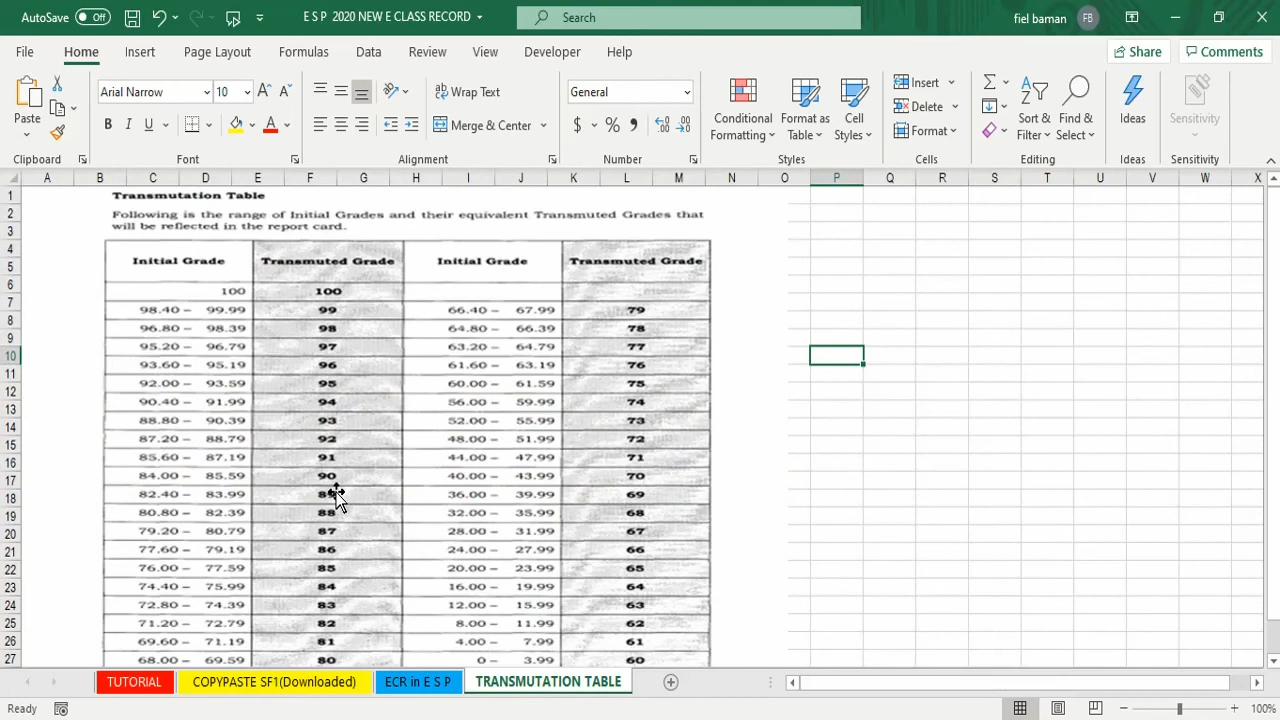 AutoSave Off E S P 2020 NEW E CLASS RECORD Search fiel baman FB
File Home Insert Page Layout Formulas Data Review View Developer Help Share Comments
Paste
Clipboard
Arial Narrow 10
B I U
Font
Wrap Text
Merge & Center
Alignment
General
$ % ,
Number
Conditional Formatting
Format as Table
Cell Styles
Styles
Insert
Delete
Format
Cells
Sort & Filter
Find & Select
Editing
Ideas
Ideas
Sensitivity
Sensitivity
A B C D E F G H I J K L M N O P Q R S T U V W X
1 Transmutation Table
2 Following is the range of Initial Grades and their equivalent Transmuted Grades that
3 will be reflected in the report card.
4
5 Initial Grade Transmuted Grade Initial Grade Transmuted Grade
6 100 100
7 98.40 – 99.99 99 66.40 – 67.99 79
8 96.80 – 98.39 98 64.80 – 66.39 78
9 95.20 – 96.79 97 63.20 – 64.79 77
10 93.60 – 95.19 96 61.60 – 63.19 76
11 92.00 – 93.59 95 60.00 – 61.59 75
12 90.40 – 91.99 94 56.00 – 59.99 74
13 88.80 – 90.39 93 52.00 – 55.99 73
14 87.20 – 88.79 92 48.00 – 51.99 72
15 85.60 – 87.19 91 44.00 – 47.99 71
16 84.00 – 85.59 90 40.00 – 43.99 70
17 82.40 – 83.99 36.00 – 39.99 69
18 80.80 – 82.39 88 32.00 – 35.99 68
19 79.20 – 80.79 87 28.00 – 31.99 67
20 77.60 – 79.19 86 24.00 – 27.99 66
21 76.00 – 77.59 85 20.00 – 23.99 65
22 74.40 – 75.99 84 16.00 – 19.99 64
23 72.80 – 74.39 83 12.00 – 15.99 63
24 71.20 – 72.79 82 8.00 – 11.99 62
25 69.60 – 71.19 81 4.00 – 7.99 61
26 68.00 – 69.59 80 0 – 3.99 60
27
TUTORIAL COPYPASTE SF1(Downloaded) ECR in E S P TRANSMUTATION TABLE
Ready 100%